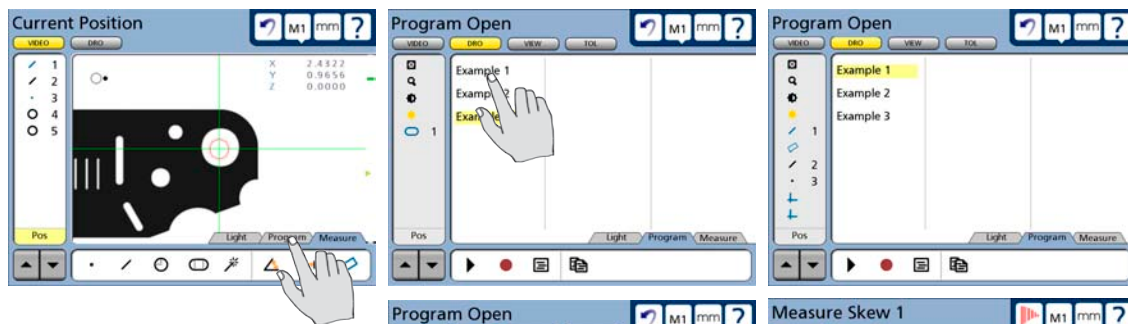 Current Position
M1 mm ?
VIDEO DRO
1
2
3
4
5
X 2.4322
Y 0.9656
Z 0.0000
Pos
Light Program Measure
Program Open
M1 mm ?
VIDEO DRO VIEW TOL
1
Example 1
Example 2
Example
Pos
Light Program Measure
Program Open
M1 mm ?
VIDEO DRO VIEW TOL
1
2
3
Example 1
Example 2
Example 3
Pos
Light Program Measure
Program Open
M1 mm ?
Measure Skew 1
M1 mm ?